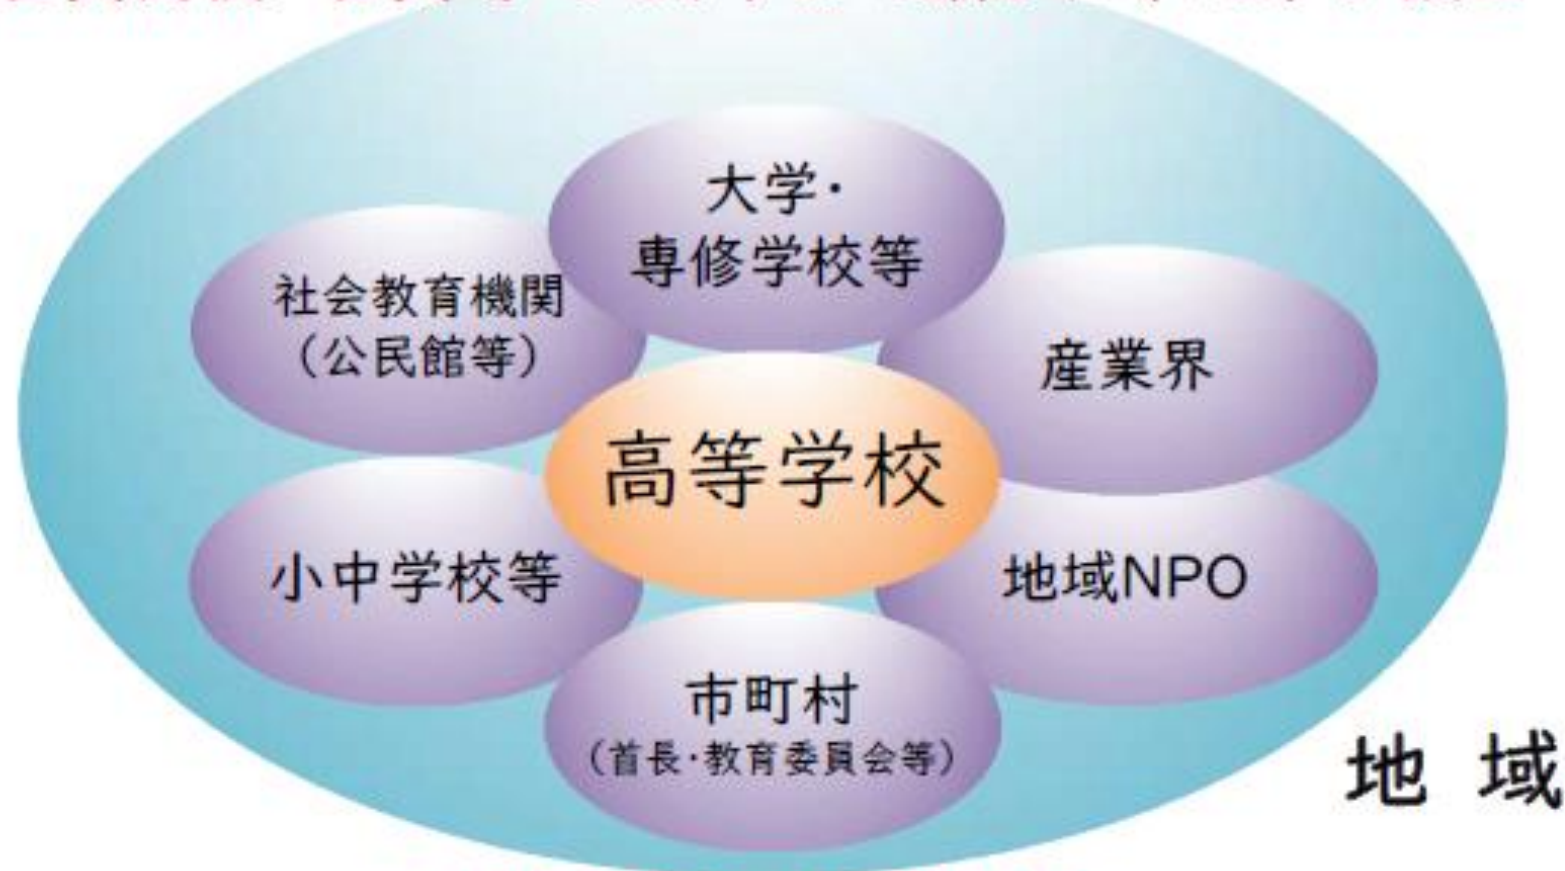 大学・
専修学校等
社会教育機関
（公民館等）
産業界
高等学校
小中学校等
地域NPO
市町村
（首長・教育委員会等）
地 域